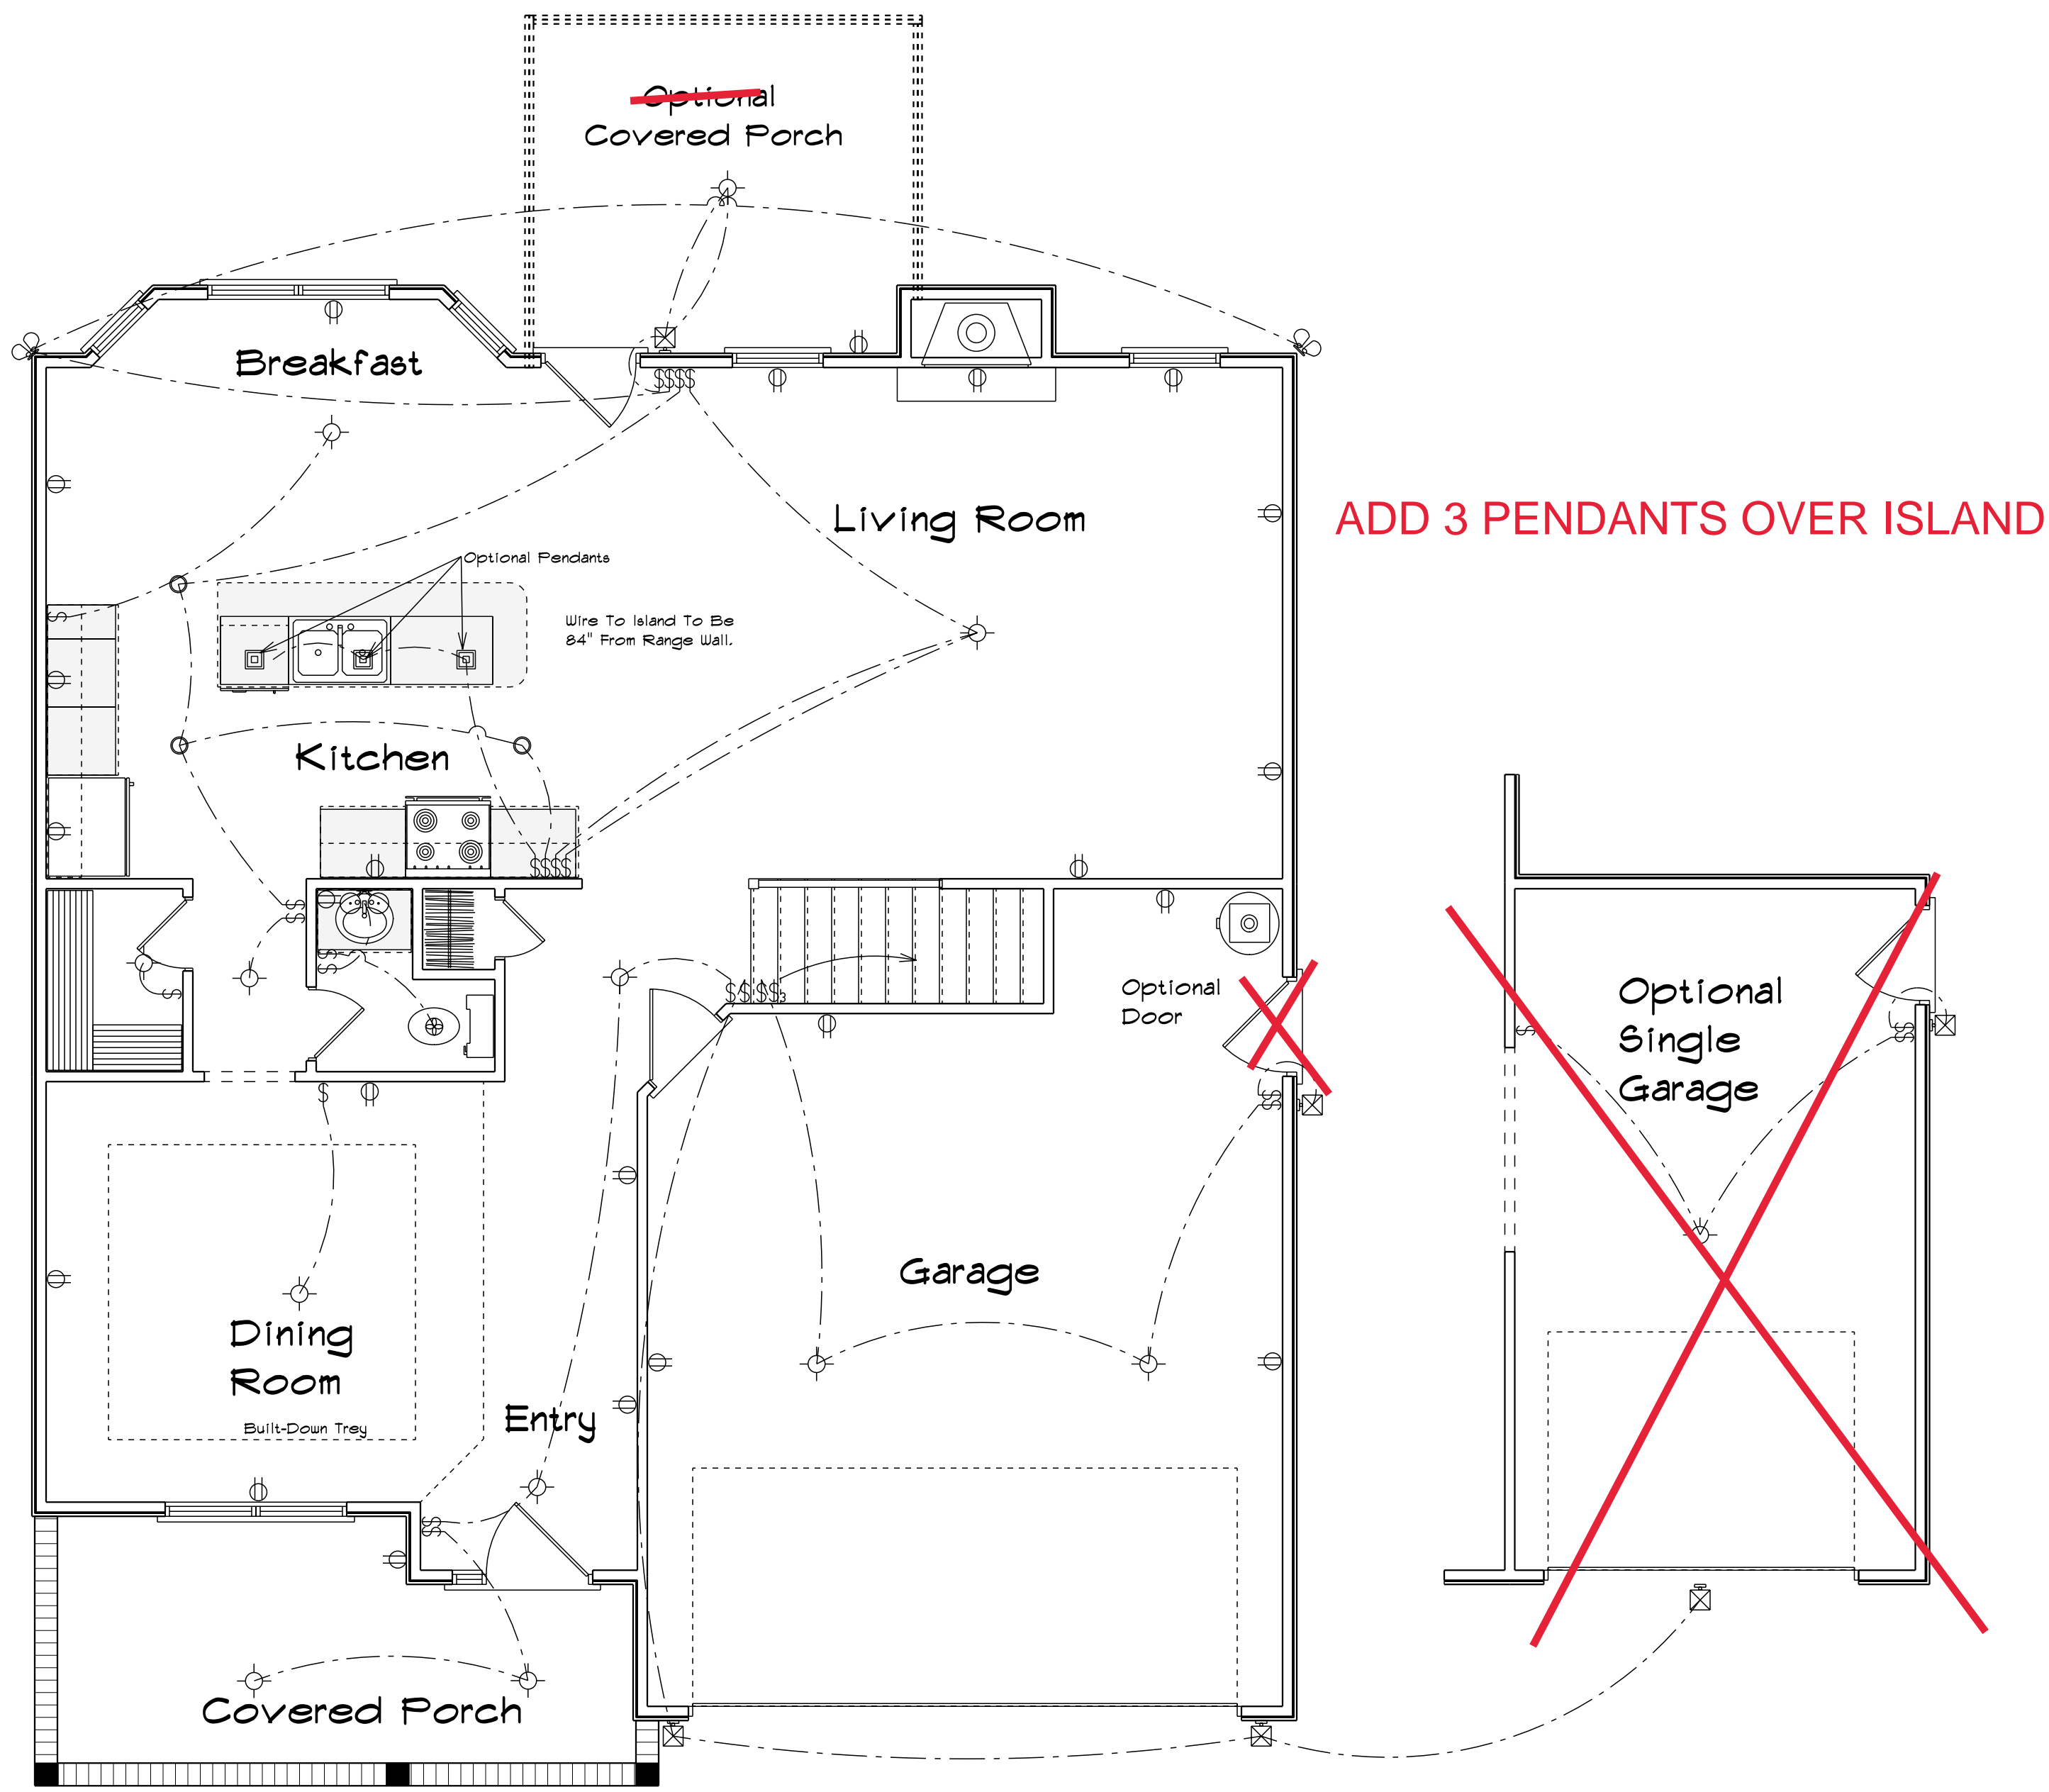 Optional
Covered Porch
Breakfast
Living Room
ADD 3 PENDANTS OVER ISLAND
Optional Pendants
Wire To Island To Be
84" From Range Wall.
Kitchen
Optional
Door
Optional
Single
Garage
Garage
Dining
Room
Built-Down Trey
Entry
Covered Porch